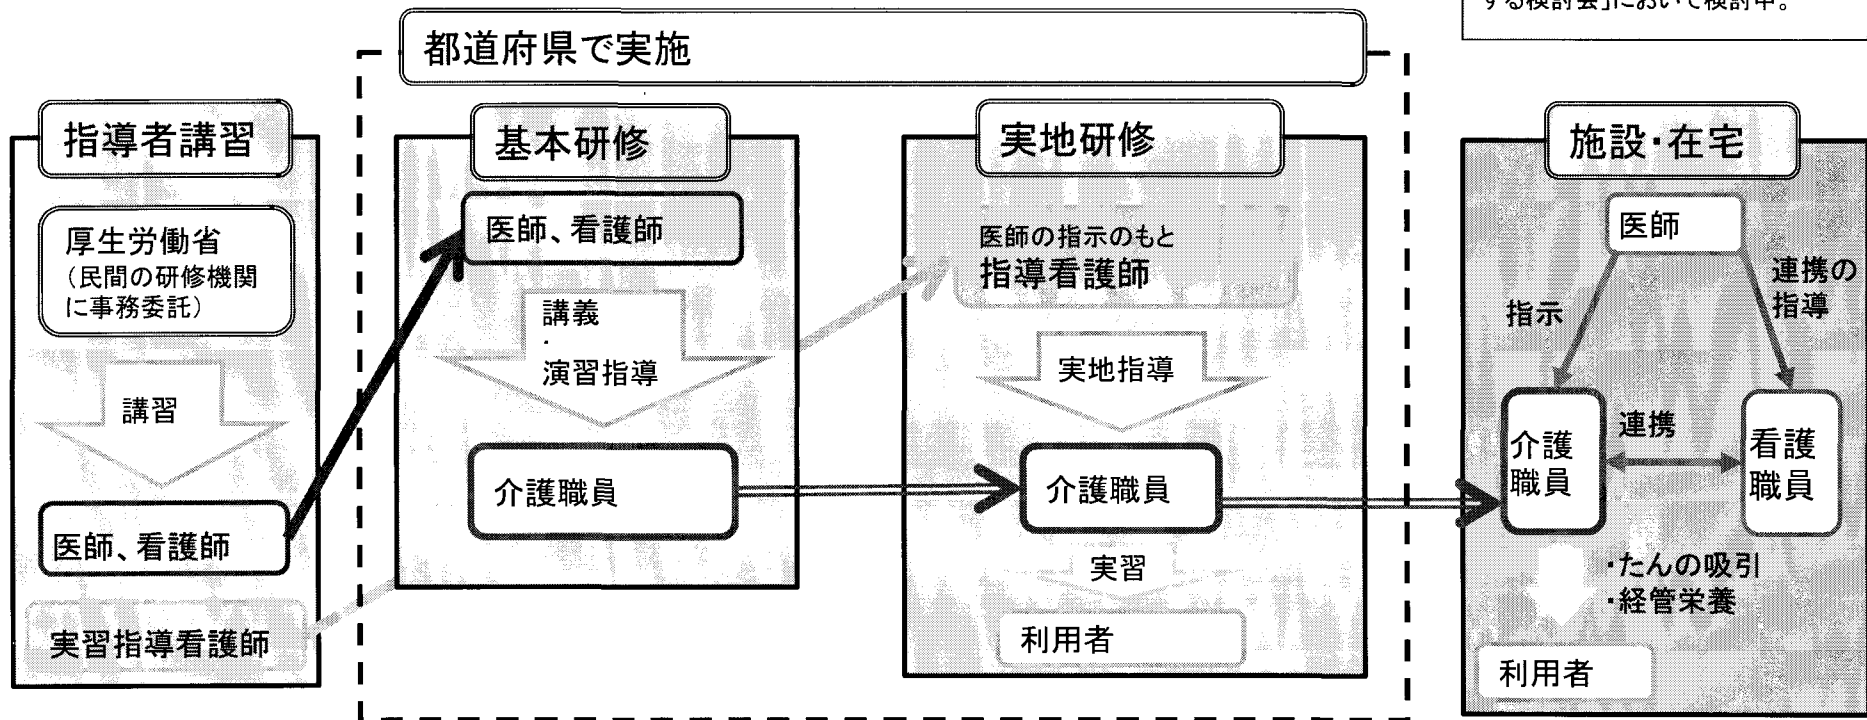 する検討会」において検討中。
都道府県で実施
指導者講習
厚生労働省
（民間の研修機関
に事務委託）
講習
医師、看護師
実習指導看護師
基本研修
医師、看護師
講義
・
演習指導
介護職員
実地研修
医師の指示のもと
指導看護師
実地指導
介護職員
実習
利用者
施設・在宅
医師
指示
連携の
指導
介護
職員
連携
看護
職員
・たんの吸引
・経管栄養
利用者